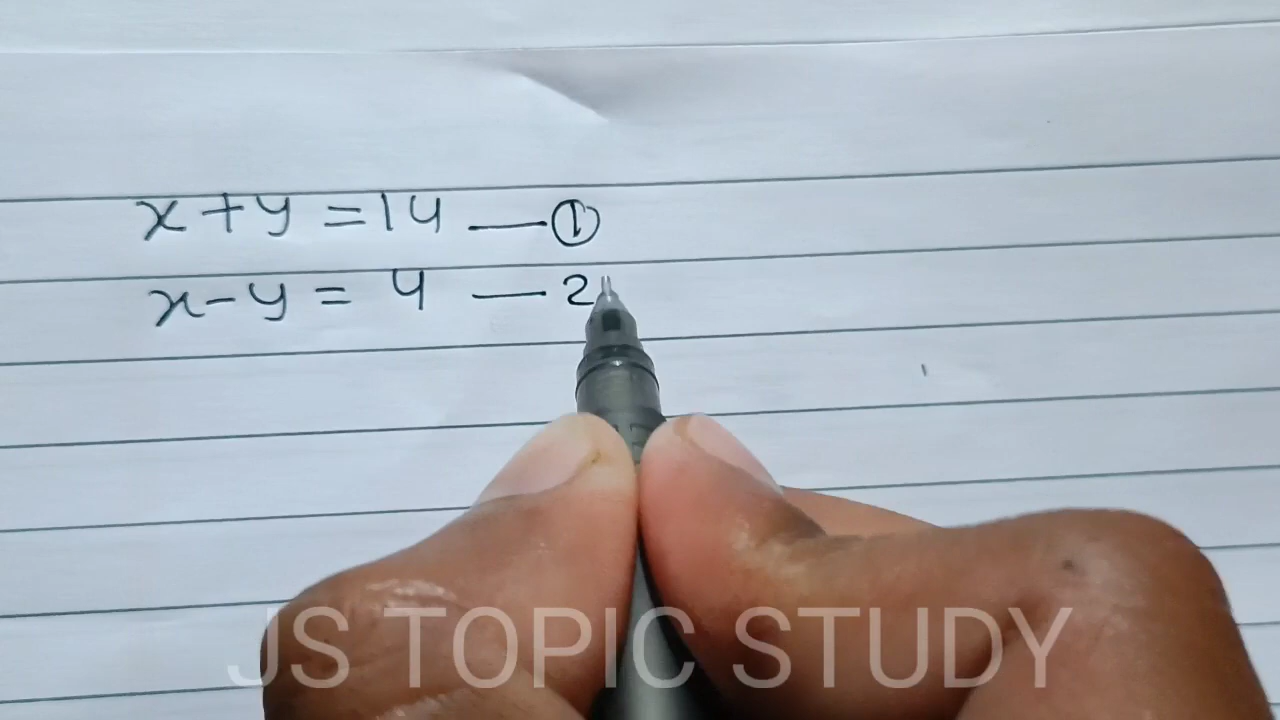 x + y = 14 — ①
x - y = 4 — 2
JS TOPIC STUDY